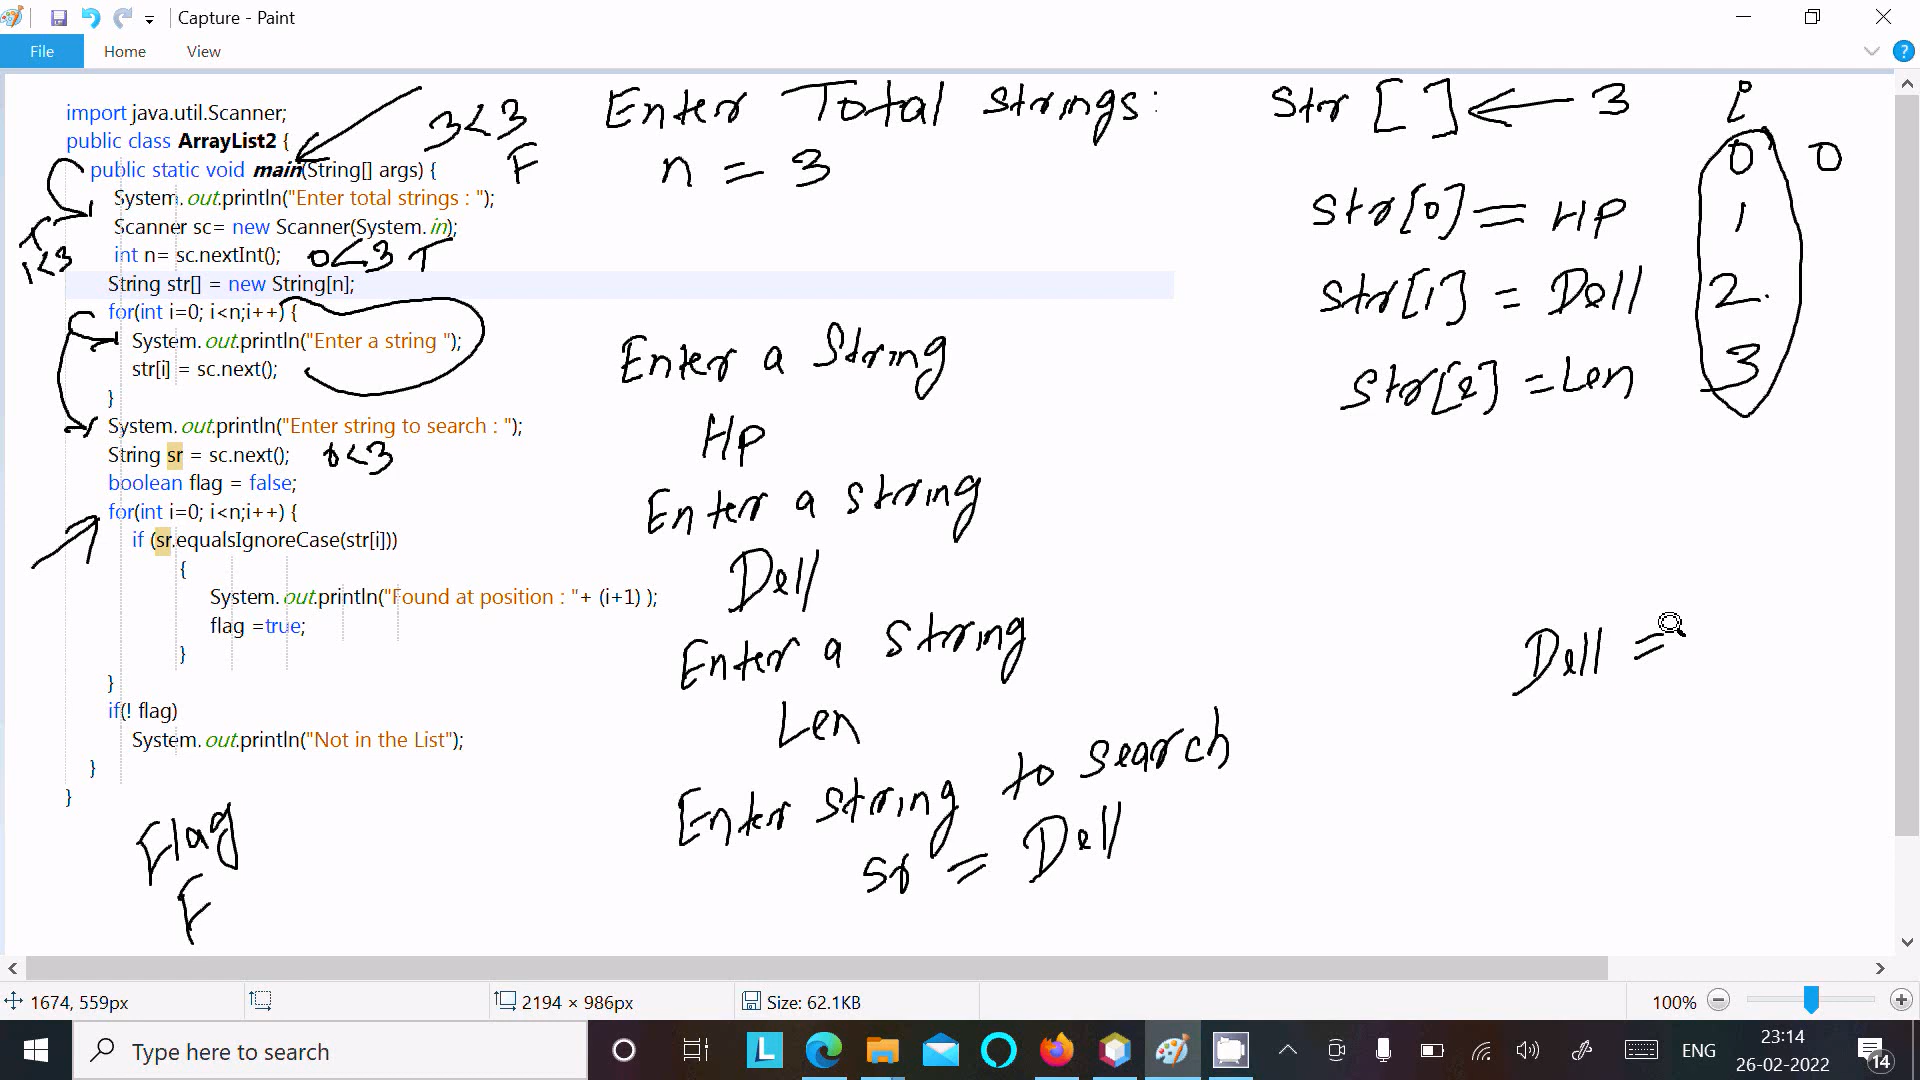 Capture - Paint
File Home View
import java.util.Scanner;
public class ArrayList2 {
public static void main(String[] args) {
System.out.println("Enter total strings : ");
Scanner sc= new Scanner(System.in);
int n= sc.nextInt();
String str[] = new String[n];
for(int i=0; i<n;i++) {
System.out.println("Enter a string ");
str[i] = sc.next();
}
System.out.println("Enter string to search : ");
String sr = sc.next();
boolean flag = false;
for(int i=0; i<n;i++) {
if (sr.equalsIgnoreCase(str[i]))
{
System.out.println("Found at position : "+ (i+1) );
flag =true;
}
}
if(! flag)
System.out.println("Not in the List");
}
}
3<3
F
T
1<3
0<3 T
0<3
Flag
F
Enter Total Strings:
n = 3
Enter a String
HP
Enter a string
Dell
Enter a string
Len
Enter string to search
sr = Dell
Str [ ] ← 3
Str[0] = HP
Str[1] = Dell
Str[2] = Len
i
0 0
1
2
3
Dell =
1674, 559px
2194 × 986px
Size: 62.1KB
100%
Type here to search
L
ENG
23:14
26-02-2022
14